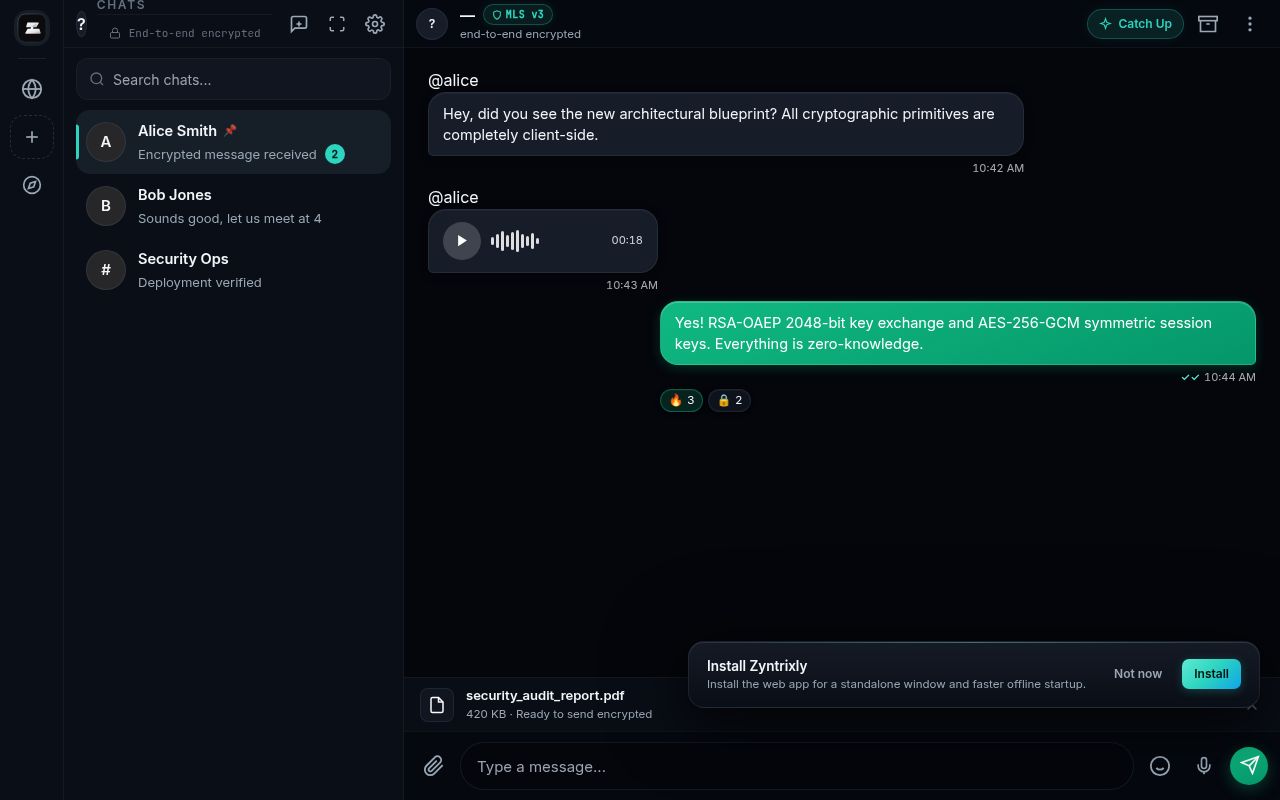 CHATS
?
End-to-end encrypted
Search chats...
A
Alice Smith 📌
Encrypted message received 2
B
Bob Jones
Sounds good, let us meet at 4
#
Security Ops
Deployment verified
?
—
MLS v3
end-to-end encrypted
Catch Up
@alice
Hey, did you see the new architectural blueprint? All cryptographic primitives are
completely client-side.
10:42 AM
@alice
00:18
10:43 AM
Yes! RSA-OAEP 2048-bit key exchange and AES-256-GCM symmetric session
keys. Everything is zero-knowledge.
10:44 AM
🔥 3
🔒 2
Install Zyntrixly
Install the web app for a standalone window and faster offline startup.
Not now
Install
security_audit_report.pdf
420 KB · Ready to send encrypted
Type a message...